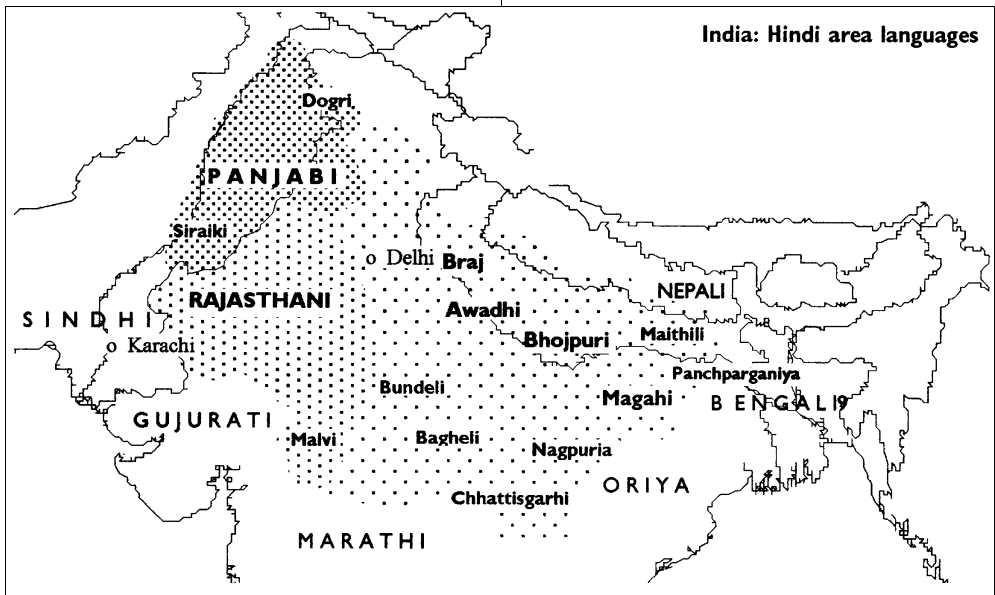 India: Hindi area languages
Dogri
PANJABI
Siraiki
o Delhi
Braj
RAJASTHANI
NEPALI
SINDHI
Awadhi
o Karachi
Bhojpuri
Maithili
Panchparganiya
Bundeli
Magahi
BENGALI9
GUJURATI
Malvi
Bagheli
Nagpuria
ORIYA
Chhattisgarhi
MARATHI